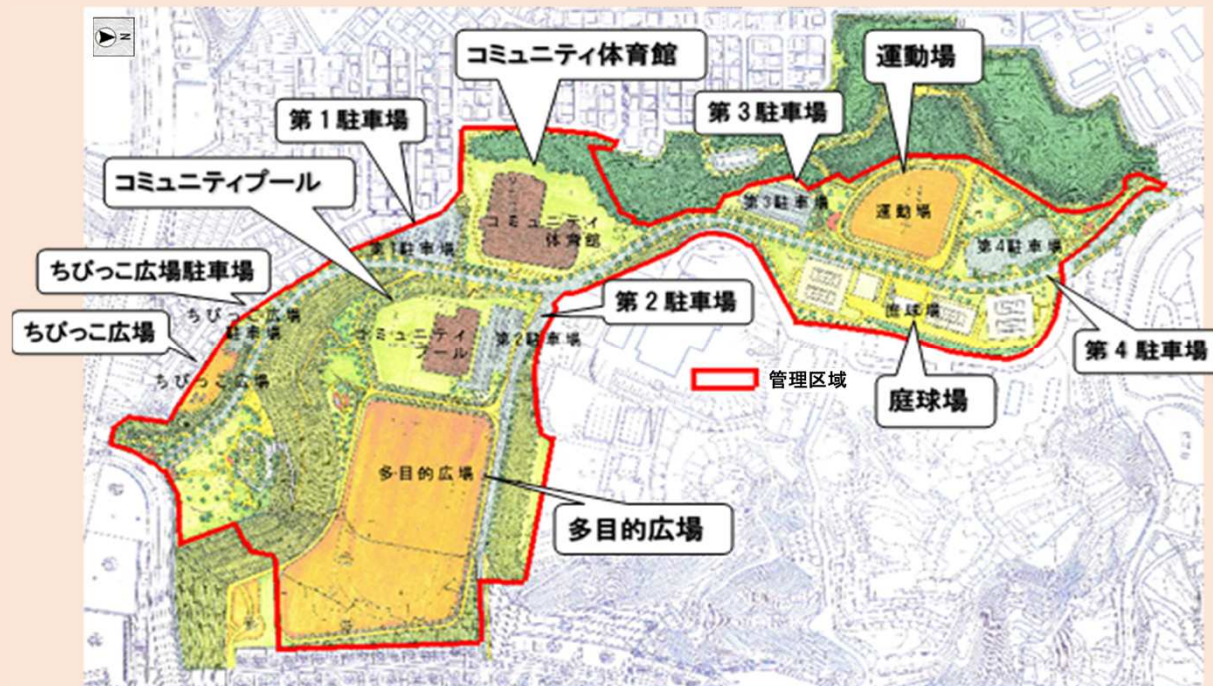 N
コミュニティ体育館
運動場
第1駐車場
第3駐車場
コミュニティプール
第3駐車場
運動場
コミュニティ
体育館
第1駐車場
第4駐車場
ちびっこ広場駐車場
第2駐車場
ちびっこ広場
駐車場
庭球場
ちびっこ広場
コミュニティ
プール
第2駐車場
第4駐車場
ちびっこ広場
管理区域
庭球場
多目的広場
多目的広場